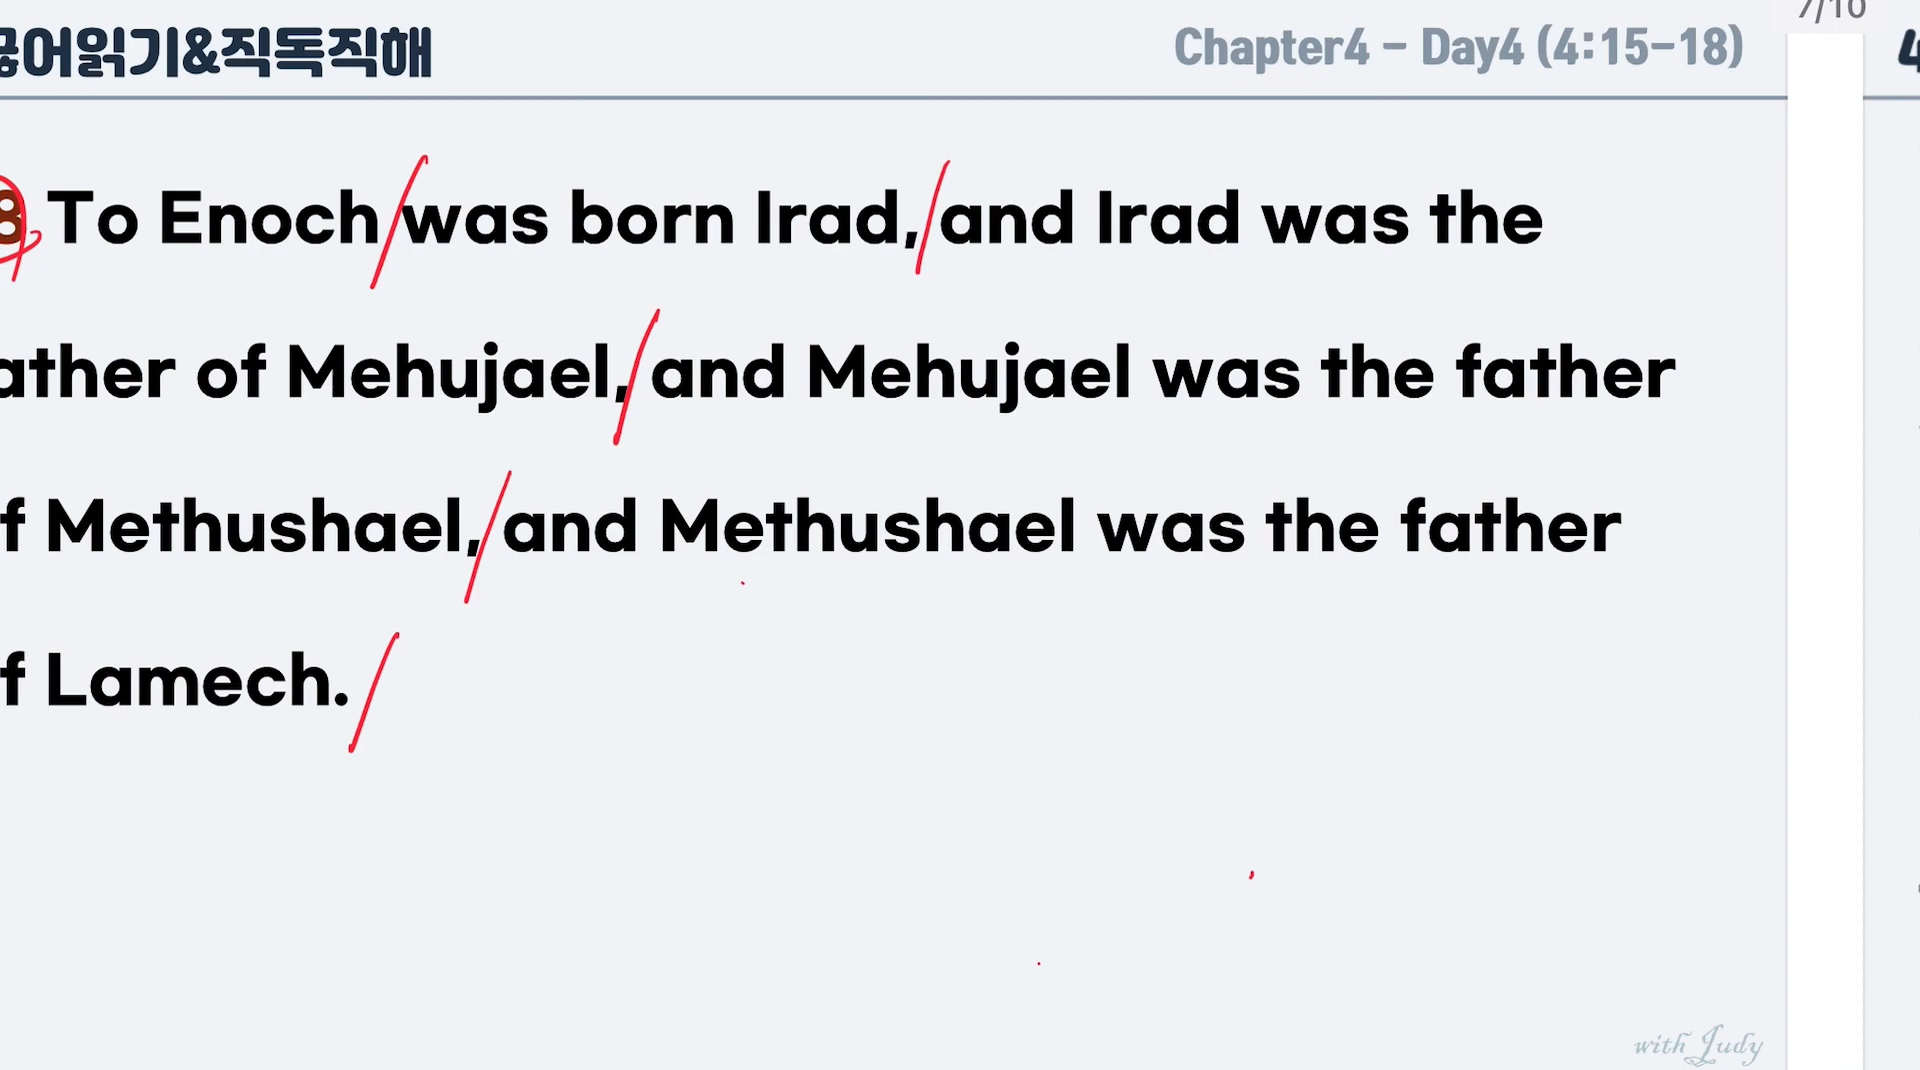 끊어읽기&직독직해
Chapter4 - Day4 (4:15-18)
7/10
8 To Enoch was born Irad, and Irad was the
ather of Mehujael, and Mehujael was the father
f Methushael, and Methushael was the father
f Lamech.
with Judy